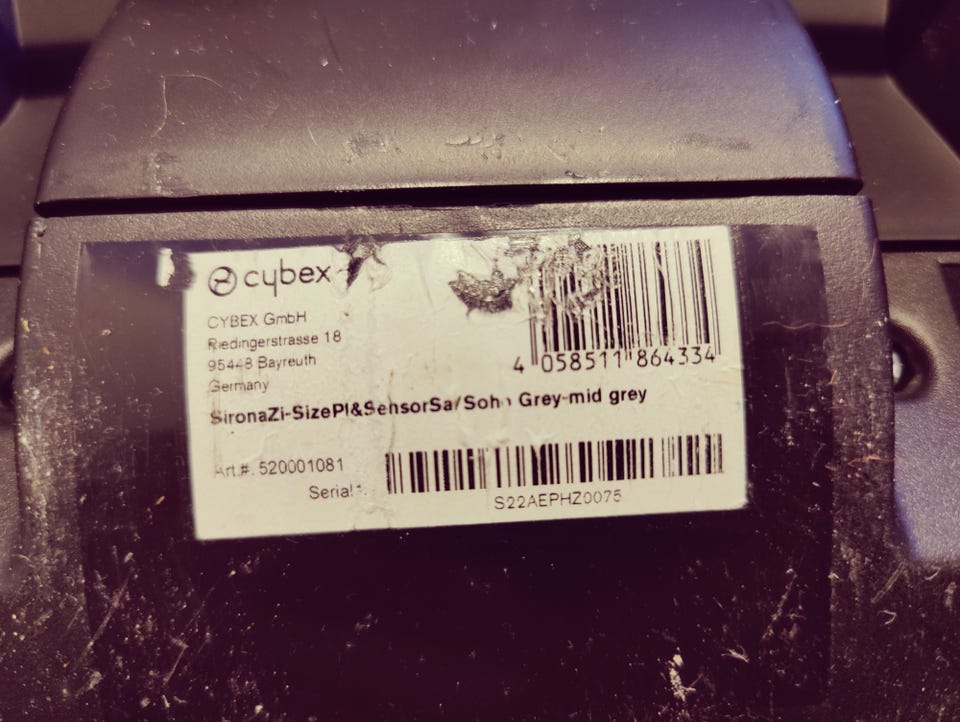 cybex
CYBEX GmbH
Riedingerstrasse 18
95448 Bayreuth
Germany
4 058511 864334
SironaZi-SizePl&SensorSa/Soho Grey-mid grey
Art.#. 520001081
Serial
S22AEPHZ0075